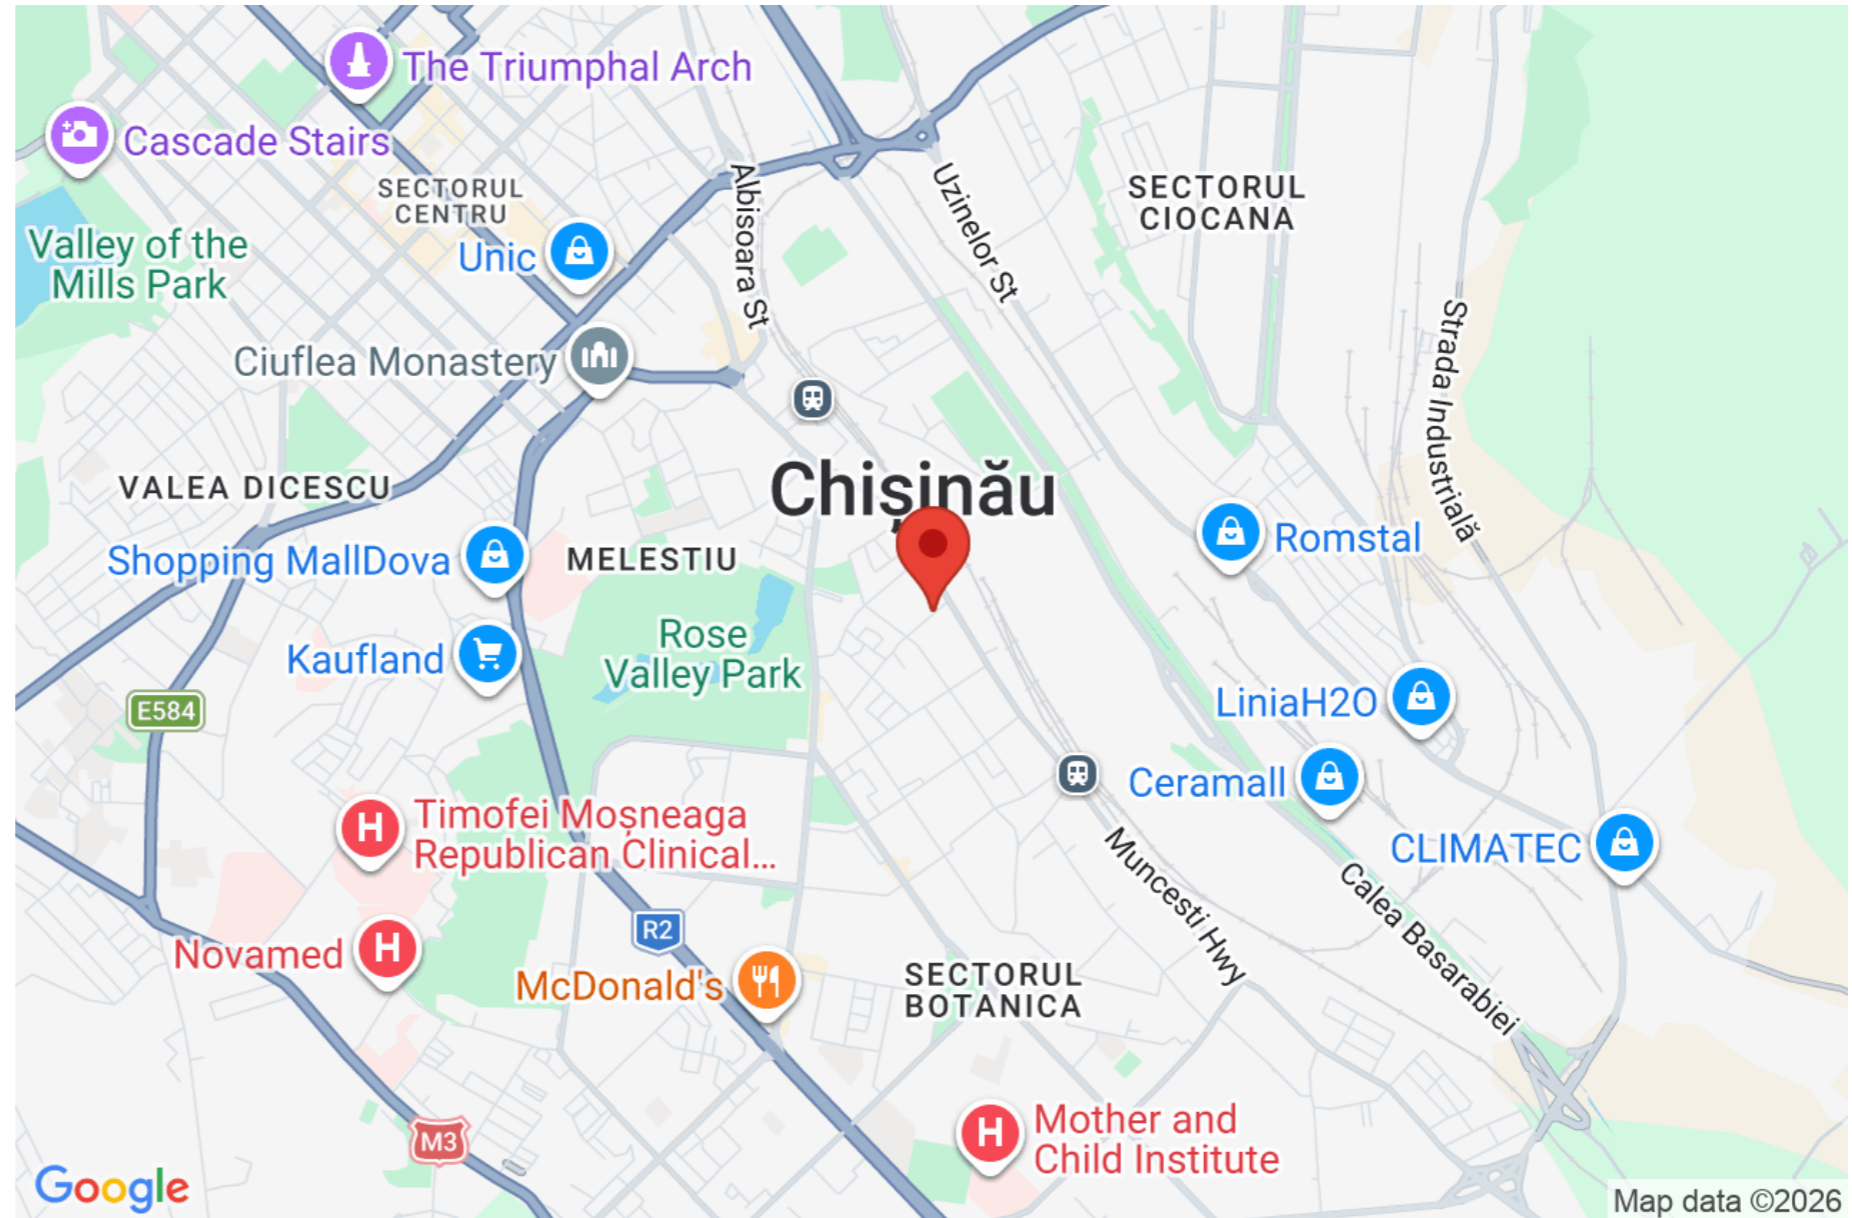 The Triumphal Arch
Cascade Stairs
SECTORUL
CENTRU
Albisoara St
Uzinelor St
SECTORUL
CIOCANA
Valley of the
Mills Park
Unic
Strada Industrială
Ciuflea Monastery
Chișinău
VALEA DICESCU
Shopping MallDova
MELESTIU
Romstal
Rose
Valley Park
Kaufland
E584
LiniaH2O
Ceramall
Timofei Moșneaga
Republican Clinical...
Muncesti Hwy
CLIMATEC
Calea Basarabiei
R2
Novamed
McDonald's
SECTORUL
BOTANICA
M3
Mother and
Child Institute
Google
Map data ©2026